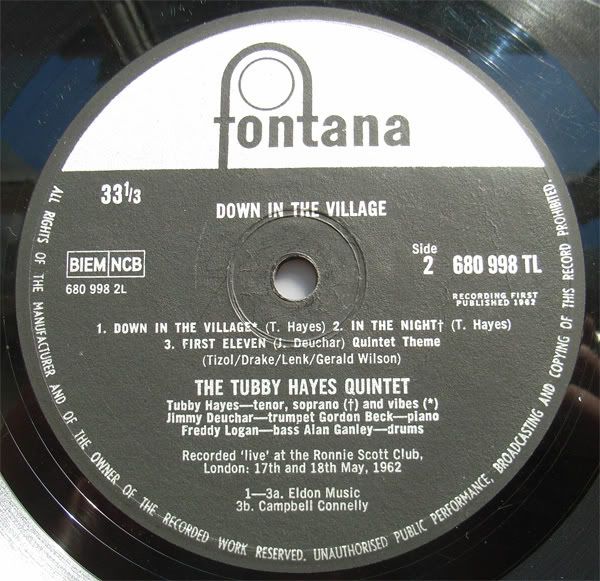 fontana
33 1/3
DOWN IN THE VILLAGE
BIEM NCB
680 998 2L
Side
2 680 998 TL
RECORDING FIRST
PUBLISHED 1962
1. DOWN IN THE VILLAGE* (T. Hayes) 2. IN THE NIGHT† (T. Hayes)
3. FIRST ELEVEN (J. Deuchar) Quintet Theme
(Tizol/Drake/Lenk/Gerald Wilson)
THE TUBBY HAYES QUINTET
Tubby Hayes—tenor, soprano (†) and vibes (*)
Jimmy Deuchar—trumpet Gordon Beck—piano
Freddy Logan—bass Alan Ganley—drums
Recorded 'live' at the Ronnie Scott Club,
London: 17th and 18th May, 1962
1—3a. Eldon Music
3b. Campbell Connelly
ALL RIGHTS OF THE MANUFACTURER AND OF THE OWNER OF THE RECORDED WORK RESERVED. UNAUTHORISED PUBLIC PERFORMANCE, BROADCASTING AND COPYING OF THIS RECORD PROHIBITED.